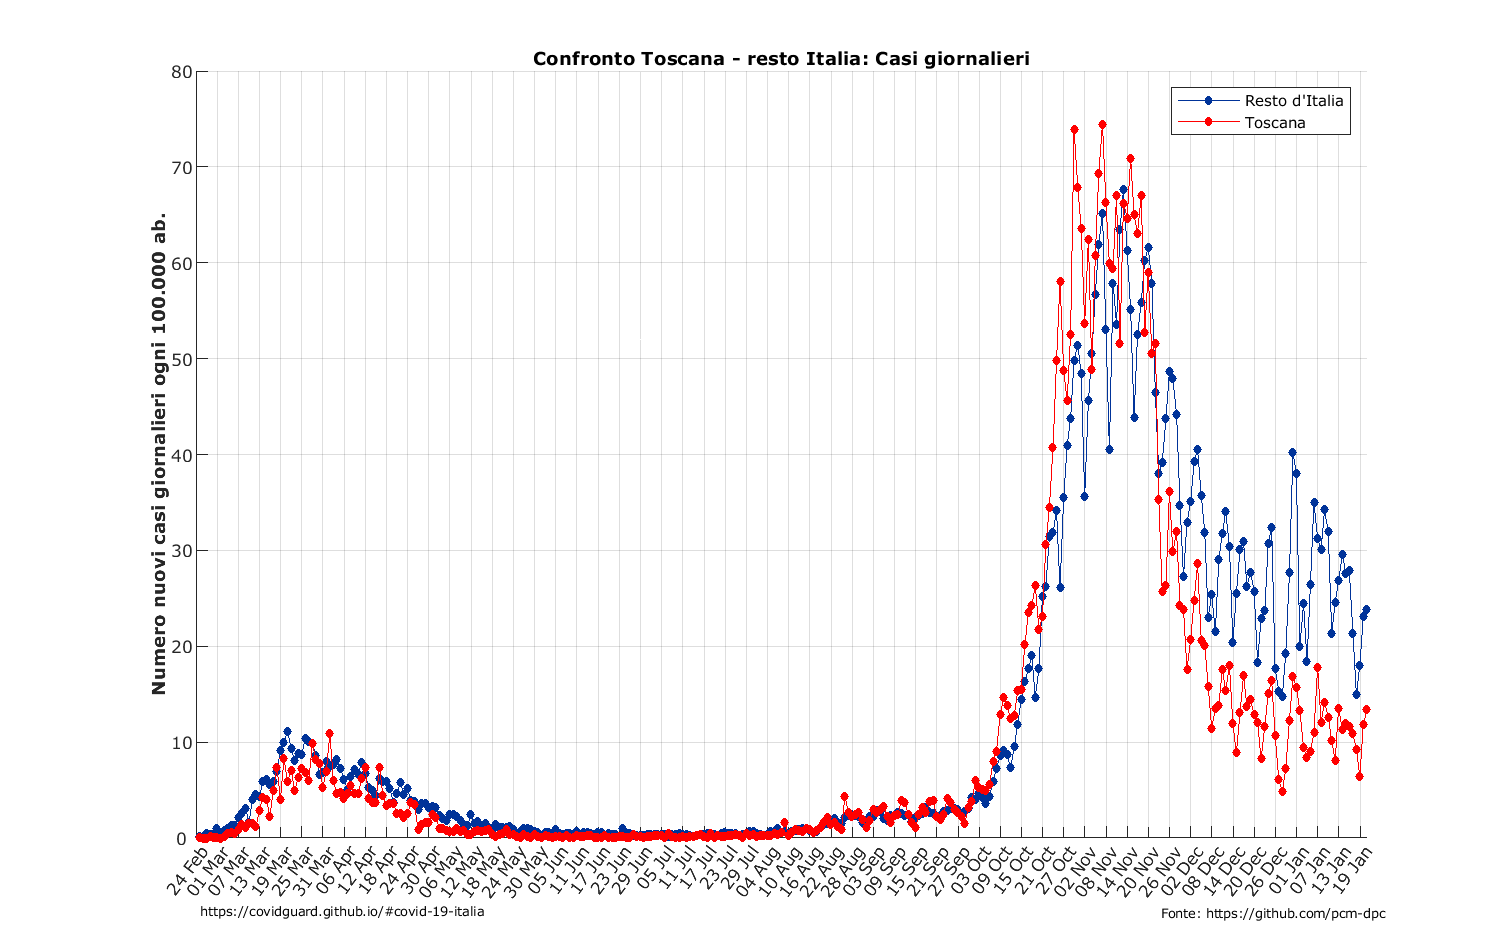 Confronto Toscana - resto Italia: Casi giornalieri
Resto d'Italia
Toscana
Numero nuovi casi giornalieri ogni 100.000 ab.
80
70
60
50
40
30
20
10
0
24 Feb
01 Mar
07 Mar
13 Mar
19 Mar
25 Mar
31 Mar
06 Apr
12 Apr
18 Apr
24 Apr
30 Apr
06 May
12 May
18 May
24 May
30 May
05 Jun
11 Jun
17 Jun
23 Jun
29 Jun
05 Jul
11 Jul
17 Jul
23 Jul
29 Jul
04 Aug
10 Aug
16 Aug
22 Aug
28 Aug
03 Sep
09 Sep
15 Sep
21 Sep
27 Sep
03 Oct
09 Oct
15 Oct
21 Oct
27 Oct
02 Nov
08 Nov
14 Nov
20 Nov
26 Nov
02 Dec
08 Dec
14 Dec
20 Dec
26 Dec
01 Jan
07 Jan
13 Jan
19 Jan
https://covidguard.github.io/#covid-19-italia
Fonte: https://github.com/pcm-dpc